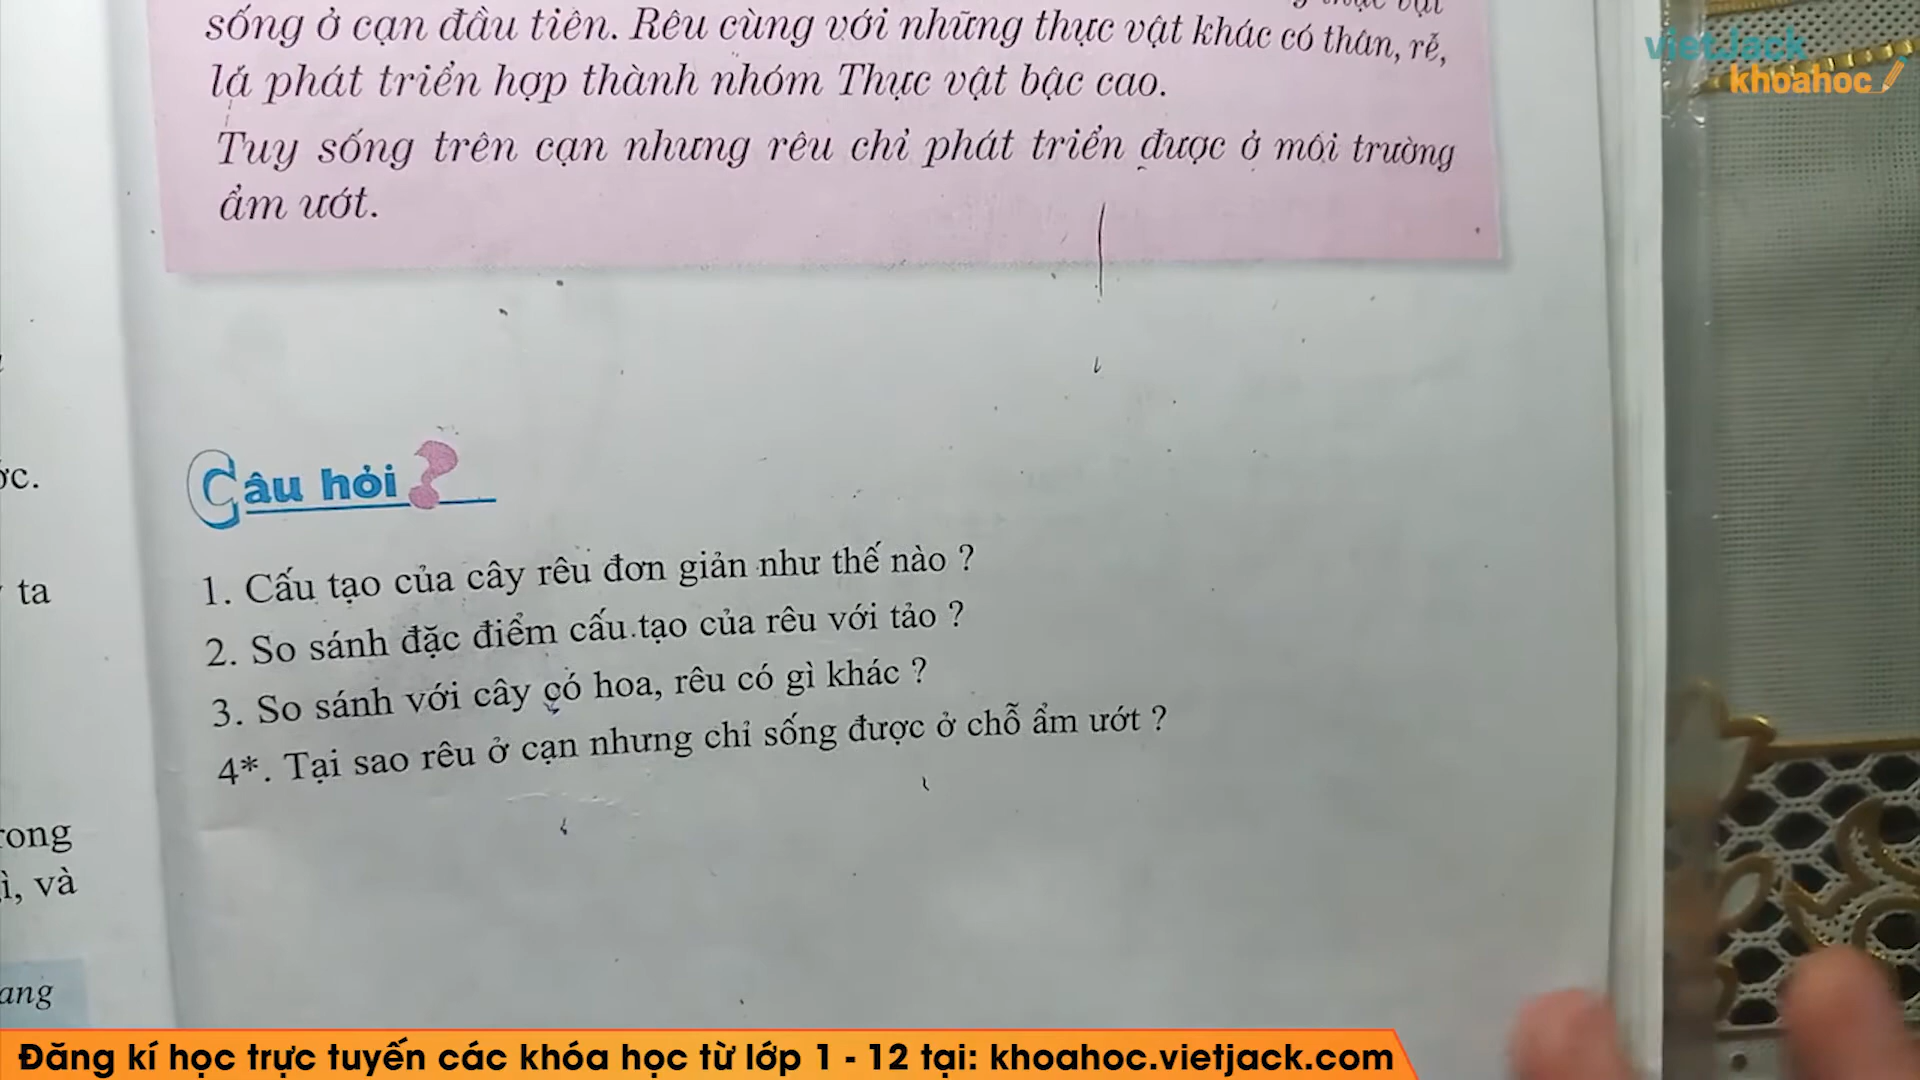 sống ở cạn đầu tiên. Rêu cùng với những thực vật khác có thân, rễ,
lá phát triển hợp thành nhóm Thực vật bậc cao.
Tuy sống trên cạn nhưng rêu chỉ phát triển được ở môi trường
ẩm ướt.
Câu hỏi ?
1. Cấu tạo của cây rêu đơn giản như thế nào ?
2. So sánh đặc điểm cấu tạo của rêu với tảo ?
3. So sánh với cây có hoa, rêu có gì khác ?
4*. Tại sao rêu ở cạn nhưng chỉ sống được ở chỗ ẩm ướt ?
ta
ì, và
vietJack
khoahoc
Đăng kí học trực tuyến các khóa học từ lớp 1 - 12 tại: khoahoc.vietjack.com